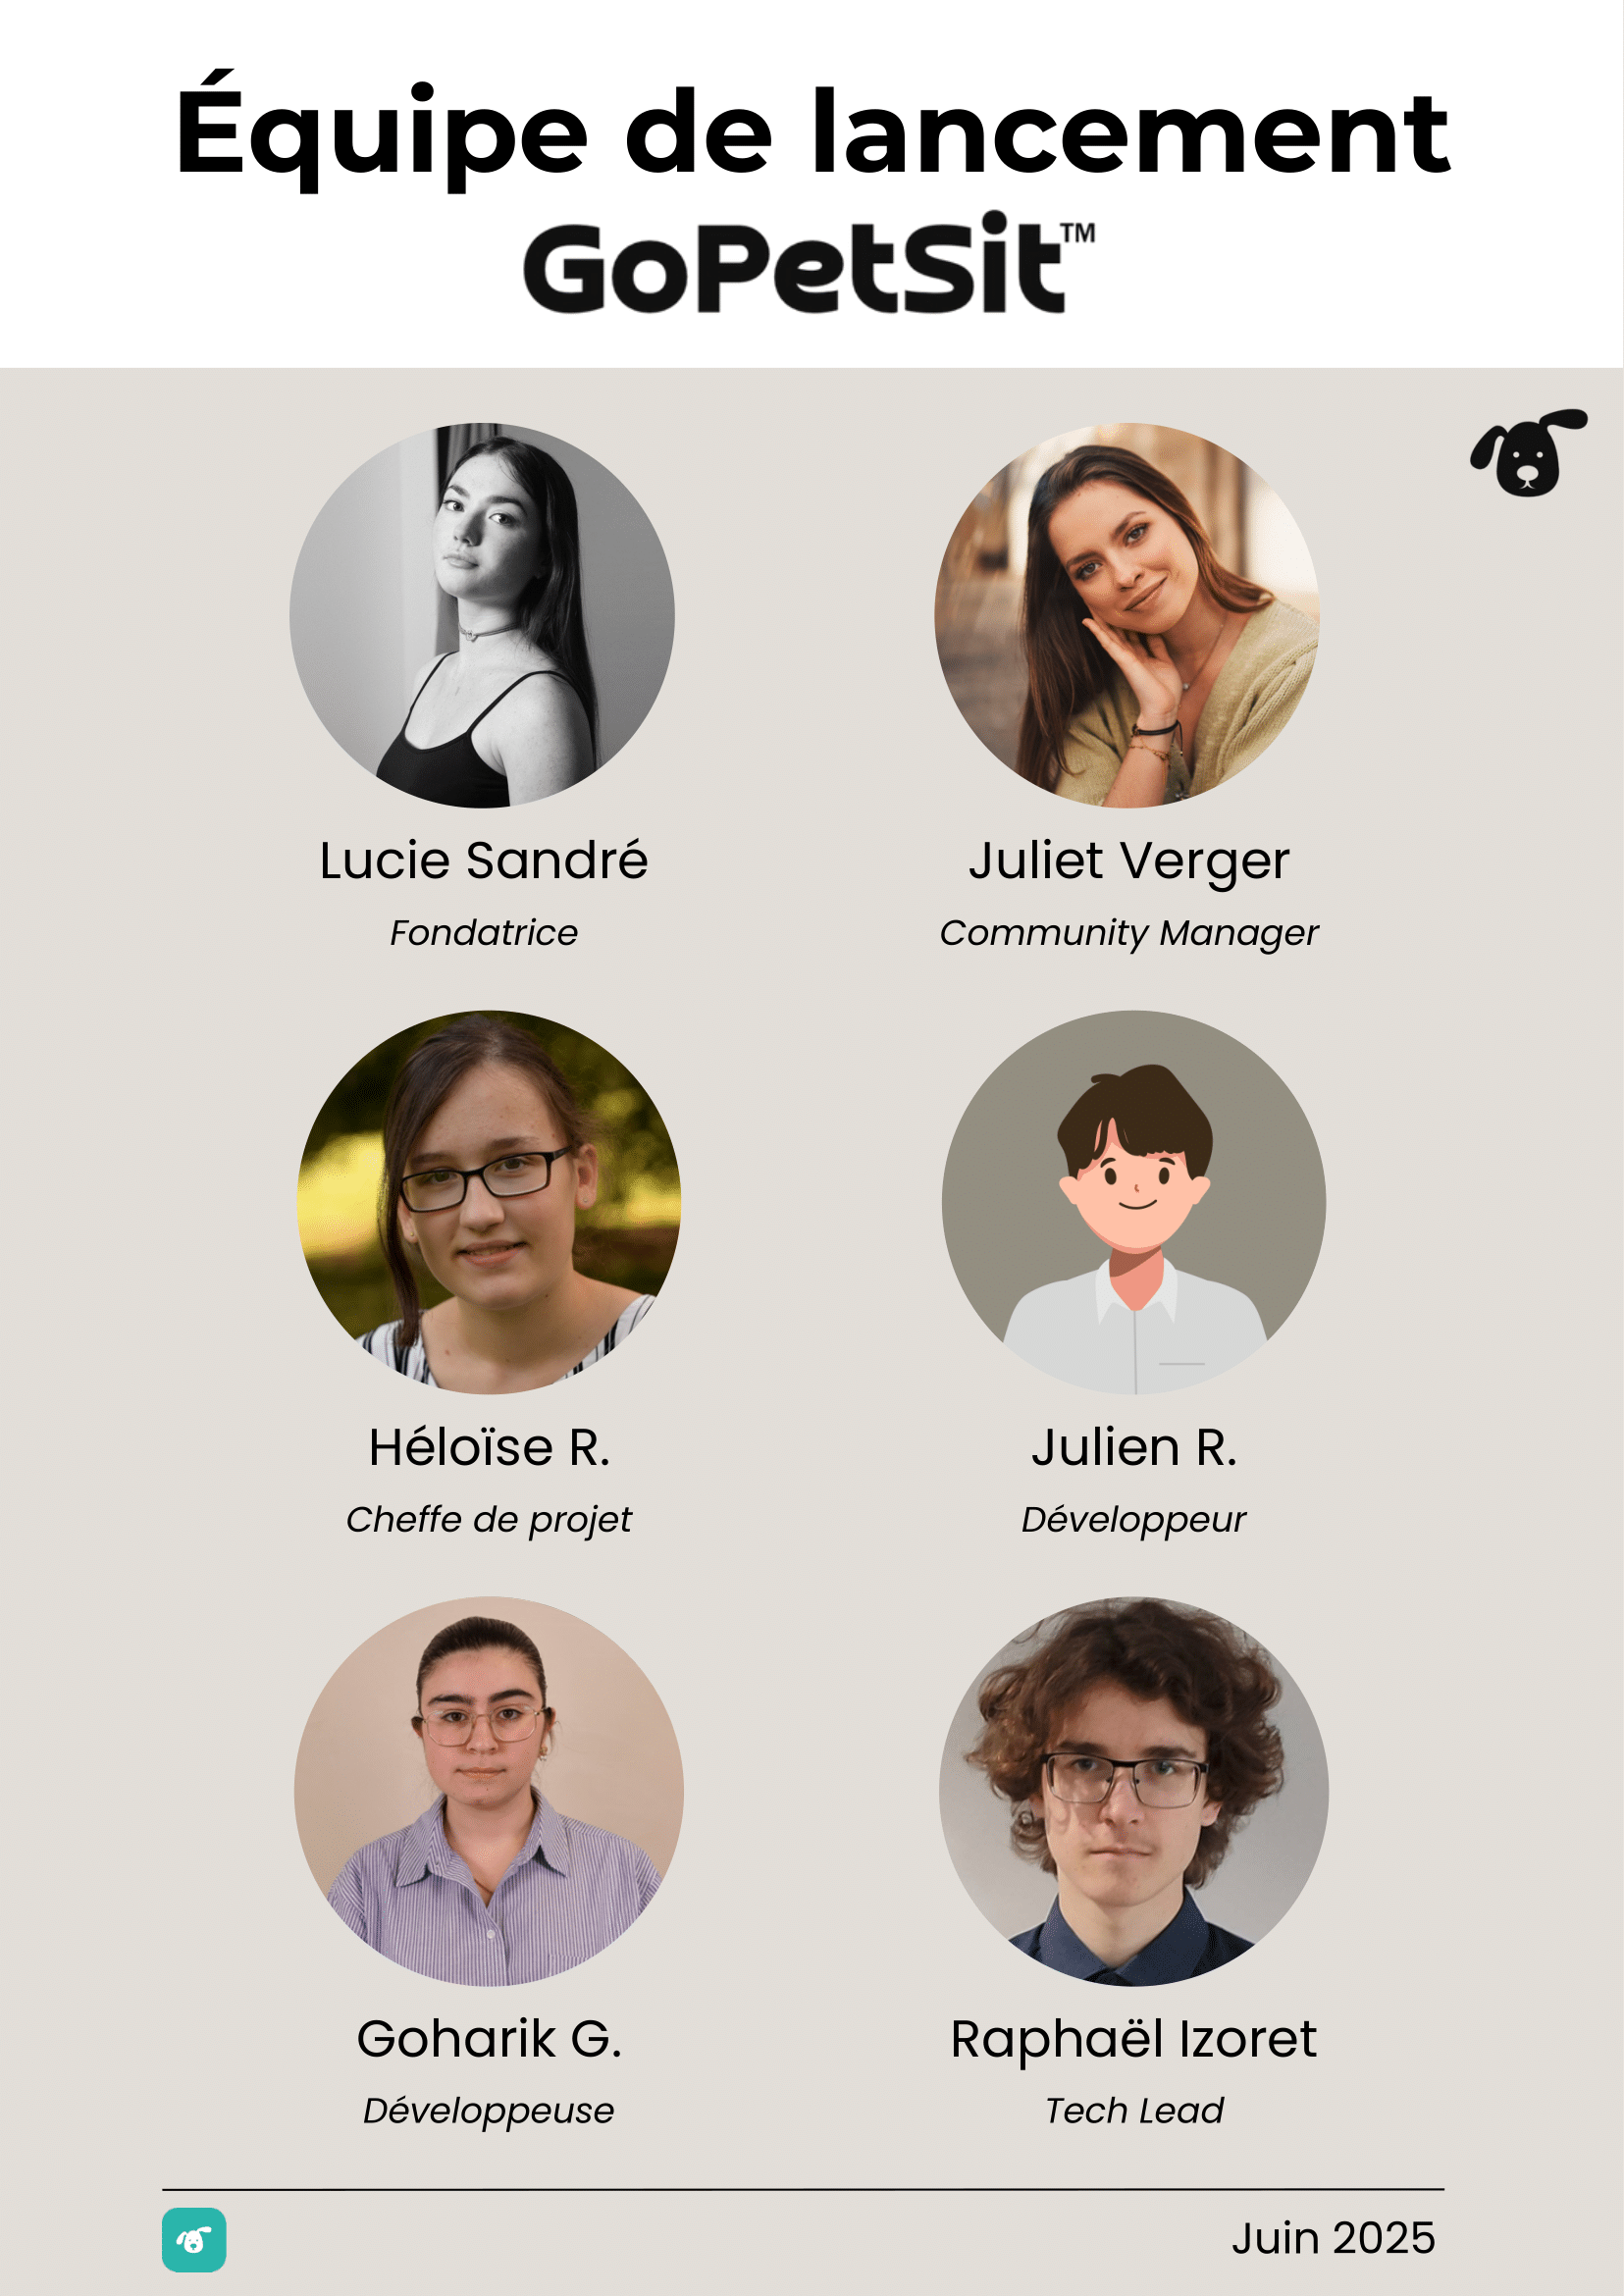 Équipe de lancement
GoPetSit™
Lucie Sandré
Fondatrice
Juliet Verger
Community Manager
Héloïse R.
Cheffe de projet
Julien R.
Développeur
Goharik G.
Développeuse
Raphaël Izoret
Tech Lead
Juin 2025